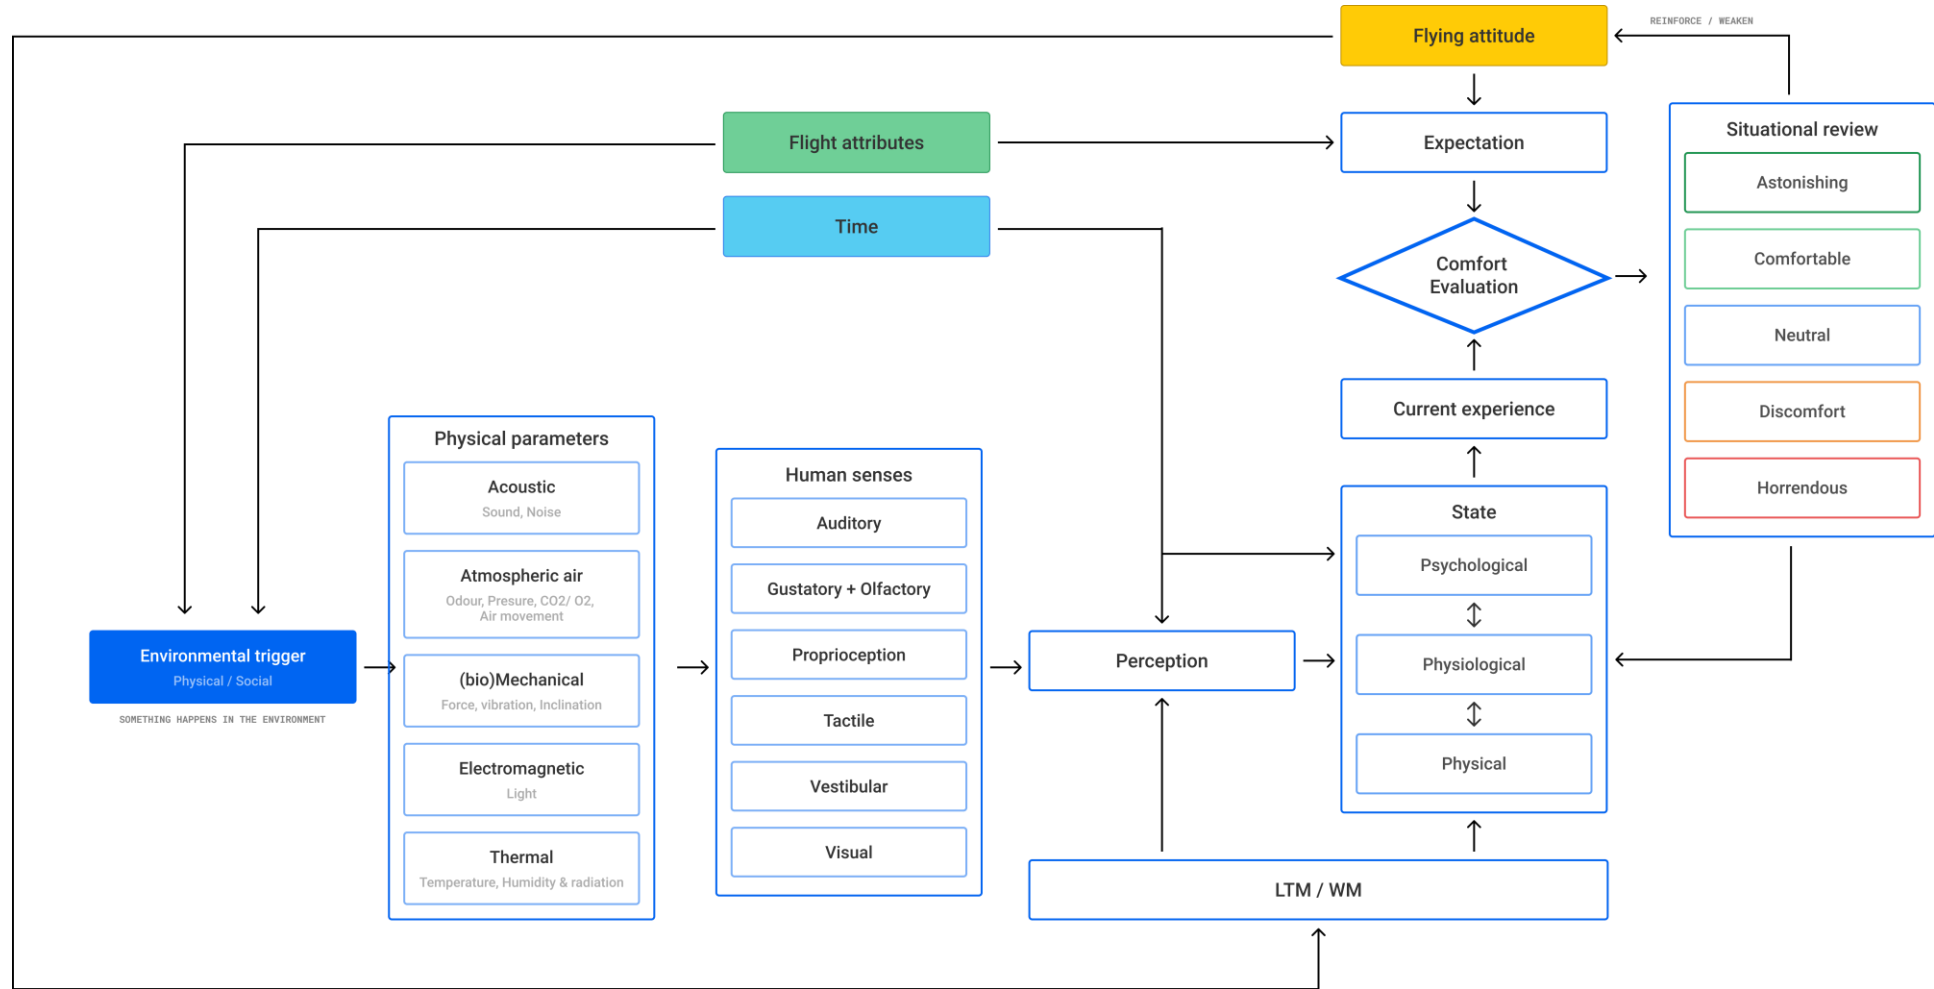 Flying attitude
REINFORCE / WEAKEN
Flight attributes
Expectation
Situational review
Astonishing
Time
Comfort
Evaluation
Comfortable
Neutral
Current experience
Discomfort
Horrendous
Physical parameters
Acoustic
Sound, Noise
Atmospheric air
Odour, Presure, CO2/ O2,
Air movement
(bio)Mechanical
Force, vibration, Inclination
Electromagnetic
Light
Thermal
Temperature, Humidity & radiation
Human senses
Auditory
Gustatory + Olfactory
Proprioception
Tactile
Vestibular
Visual
State
Psychological
Physiological
Physical
Environmental trigger
Physical / Social
SOMETHING HAPPENS IN THE ENVIRONMENT
Perception
LTM / WM